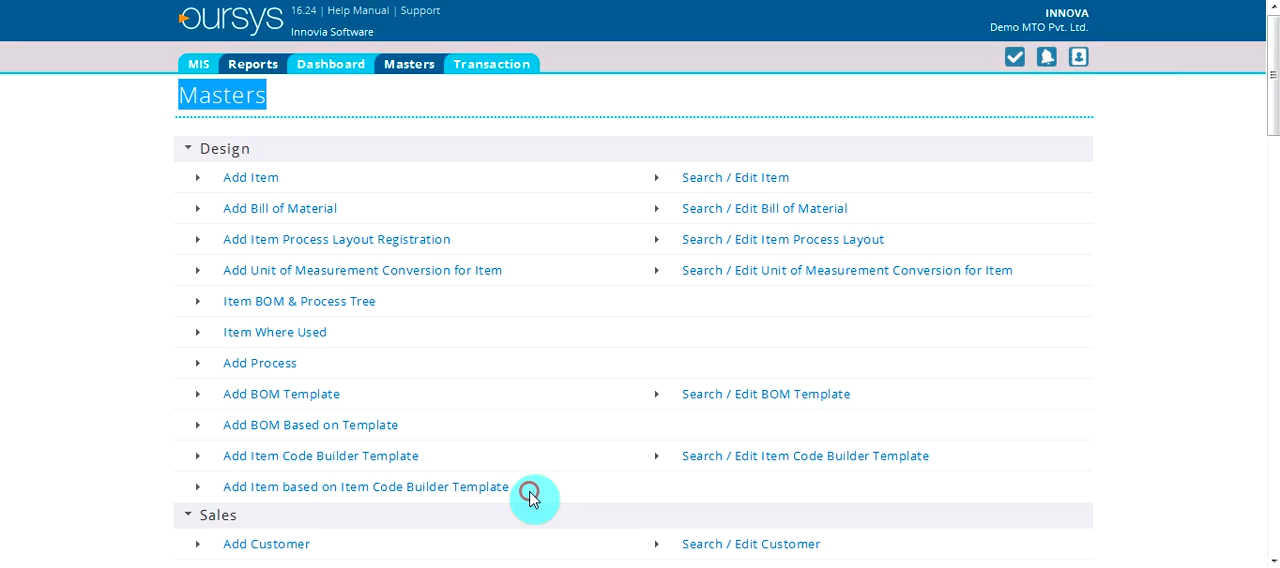 oursys 16.24 | Help Manual | Support
Innovia Software
INNOVA
Demo MTO Pvt. Ltd.
MIS Reports Dashboard Masters Transaction
Masters
Design
Add Item Search / Edit Item
Add Bill of Material Search / Edit Bill of Material
Add Item Process Layout Registration Search / Edit Item Process Layout
Add Unit of Measurement Conversion for Item Search / Edit Unit of Measurement Conversion for Item
Item BOM & Process Tree
Item Where Used
Add Process
Add BOM Template Search / Edit BOM Template
Add BOM Based on Template
Add Item Code Builder Template Search / Edit Item Code Builder Template
Add Item based on Item Code Builder Template
Sales
Add Customer Search / Edit Customer